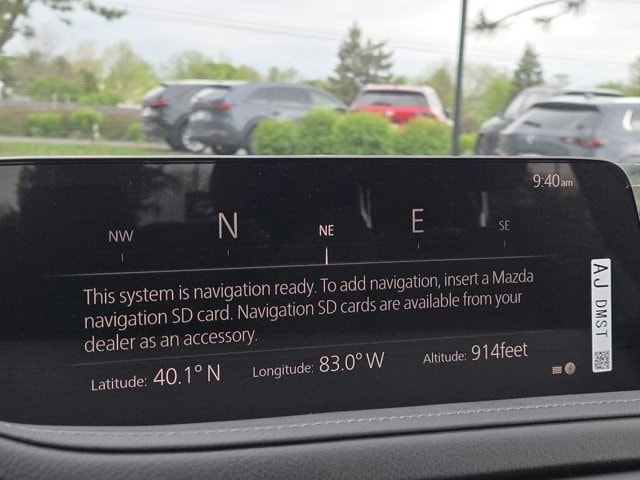 9:40am
NW N NE E SE
This system is navigation ready. To add navigation, insert a Mazda
navigation SD card. Navigation SD cards are available from your
dealer as an accessory.
Latitude: 40.1° N Longitude: 83.0° W Altitude: 914feet
AJ DMST